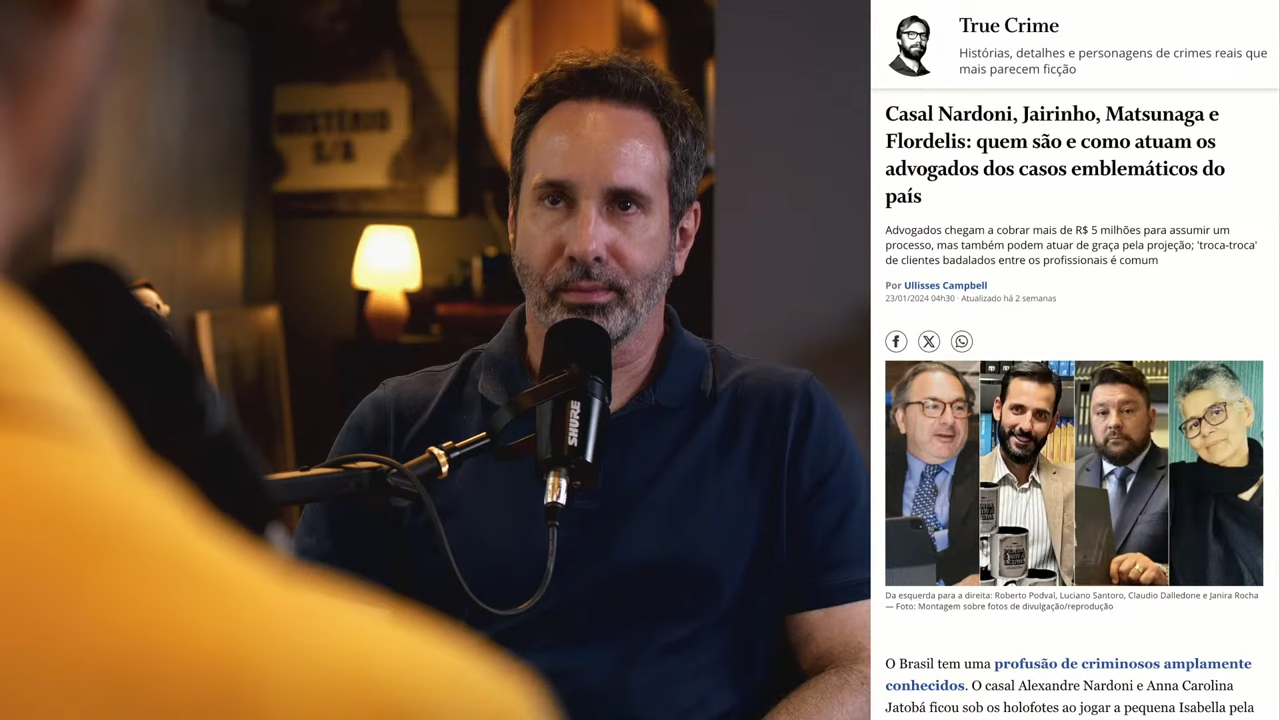 MISTÉRIO
S/A
SHURE
True Crime
Histórias, detalhes e personagens de crimes reais que
mais parecem ficção
Casal Nardoni, Jairinho, Matsunaga e
Flordelis: quem são e como atuam os
advogados dos casos emblemáticos do
país
Advogados chegam a cobrar mais de R$ 5 milhões para assumir um
processo, mas também podem atuar de graça pela projeção; 'troca-troca'
de clientes badalados entre os profissionais é comum
Por Ullisses Campbell
23/01/2024 04h30 · Atualizado há 2 semanas
Da esquerda para a direita: Roberto Podval, Luciano Santoro, Claudio Dalledone e Janira Rocha
— Foto: Montagem sobre fotos de divulgação/reprodução
O Brasil tem uma profusão de criminosos amplamente
conhecidos. O casal Alexandre Nardoni e Anna Carolina
Jatobá ficou sob os holofotes ao jogar a pequena Isabella pela